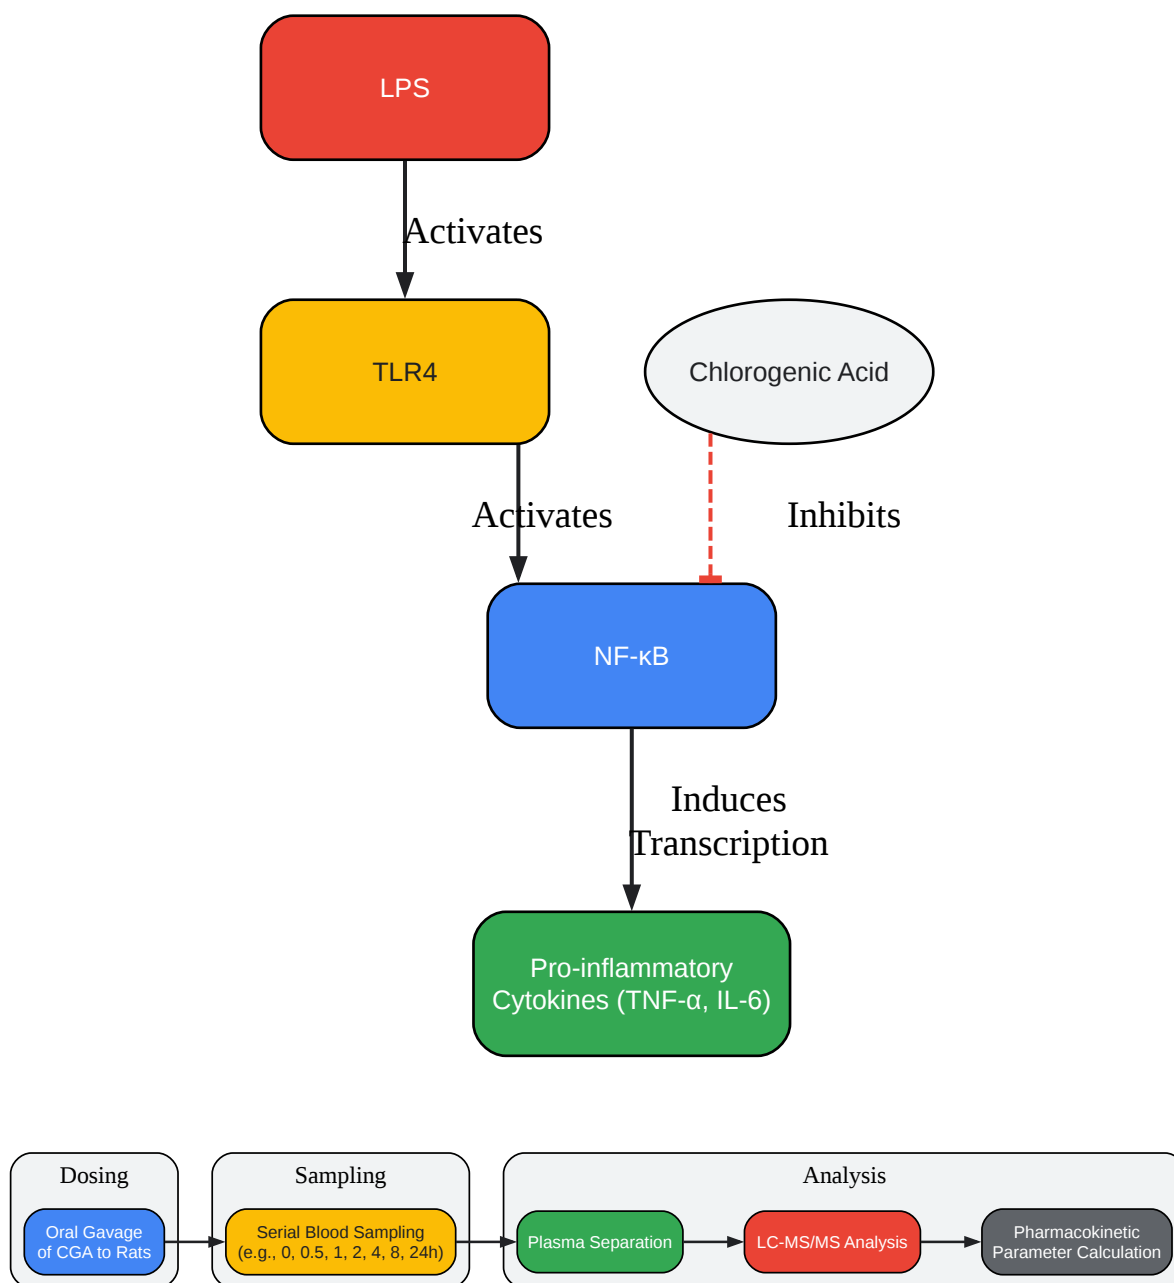 LPS
Activates
TLR4
Chlorogenic Acid
Activates
Inhibits
NF-κB
Induces
Transcription
Pro-inflammatory
Cytokines (TNF-α, IL-6)
Dosing
Oral Gavage
of CGA to Rats
Sampling
Serial Blood Sampling
(e.g., 0, 0.5, 1, 2, 4, 8, 24h)
Analysis
Plasma Separation
LC-MS/MS Analysis
Pharmacokinetic
Parameter Calculation